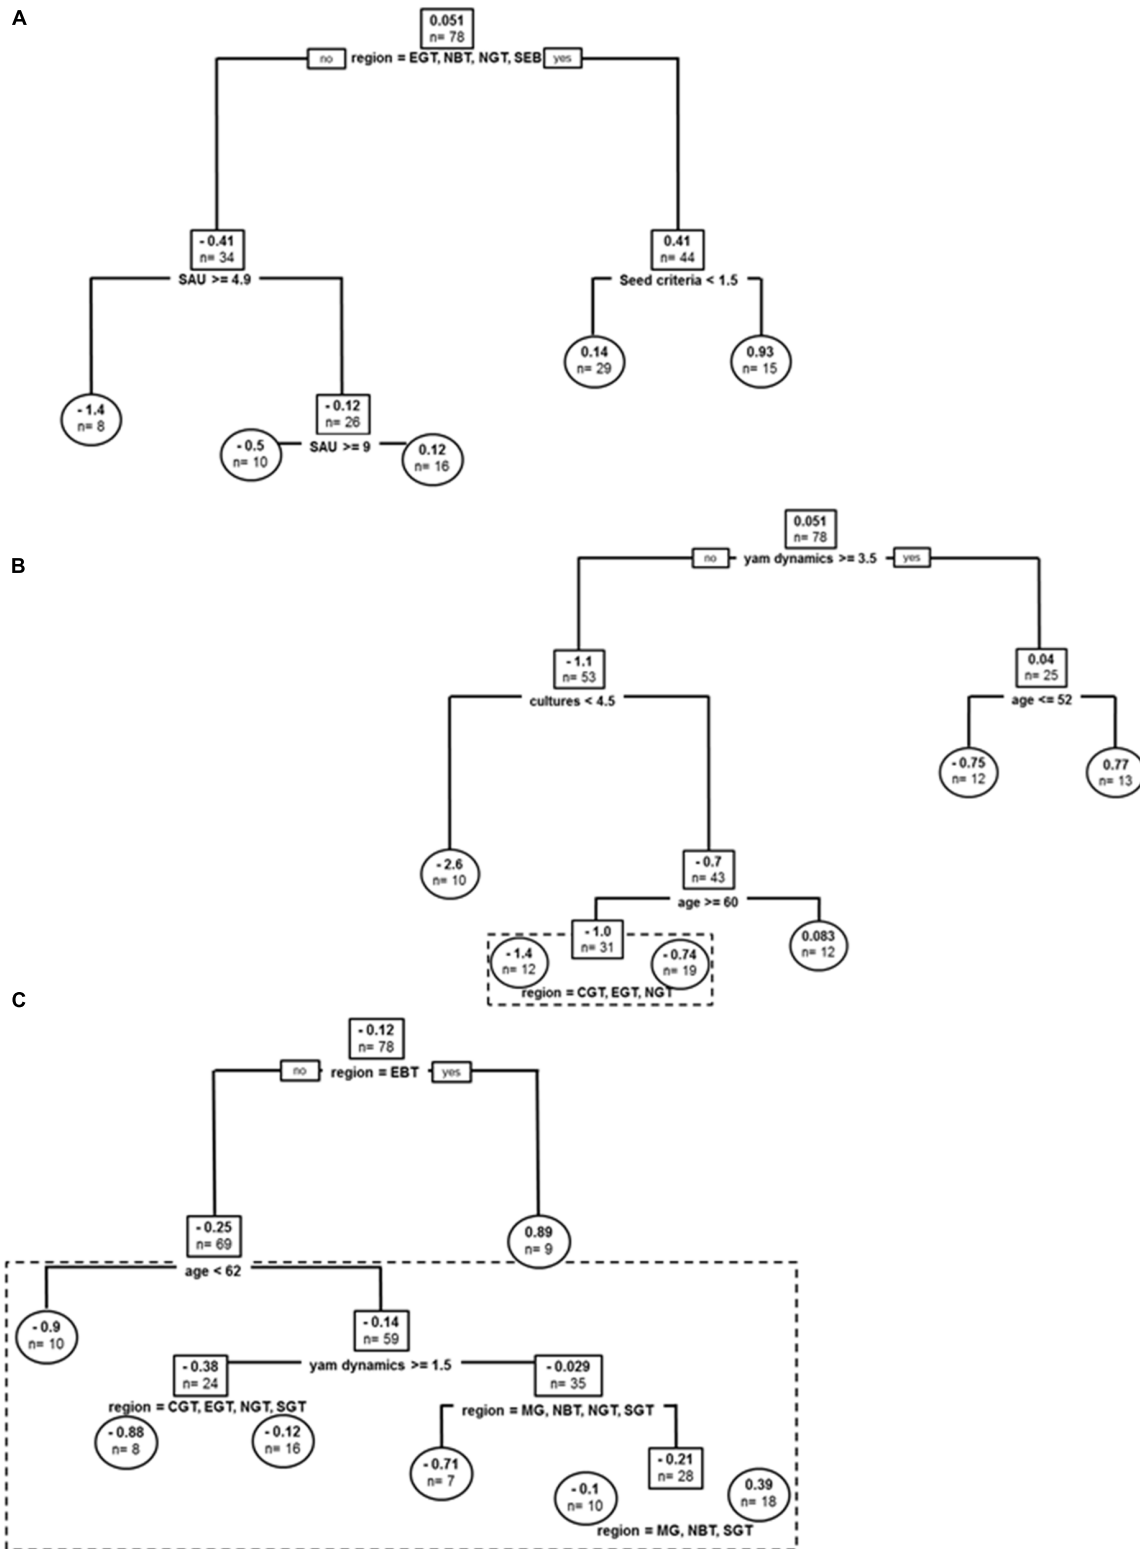 A
0.051
n= 78
no
region = EGT, NBT, NGT, SEB
yes
- 0.41
n= 34
SAU >= 4.9
0.41
n= 44
Seed criteria < 1.5
0.14
n= 29
0.93
n= 15
- 1.4
n= 8
- 0.12
n= 26
SAU >= 9
- 0.5
n= 10
0.12
n= 16
B
0.051
n= 78
no
yam dynamics >= 3.5
yes
- 1.1
n= 53
cultures < 4.5
0.04
n= 25
age <= 52
- 0.75
n= 12
0.77
n= 13
- 2.6
n= 10
- 0.7
n= 43
age >= 60
- 1.0
n= 31
0.083
n= 12
- 1.4
n= 12
- 0.74
n= 19
region = CGT, EGT, NGT
C
- 0.12
n= 78
no
region = EBT
yes
- 0.25
n= 69
age < 62
0.89
n= 9
- 0.9
n= 10
- 0.14
n= 59
yam dynamics >= 1.5
- 0.38
n= 24
region = CGT, EGT, NGT, SGT
- 0.029
n= 35
region = MG, NBT, NGT, SGT
- 0.88
n= 8
- 0.12
n= 16
- 0.71
n= 7
- 0.21
n= 28
- 0.1
n= 10
0.39
n= 18
region = MG, NBT, SGT